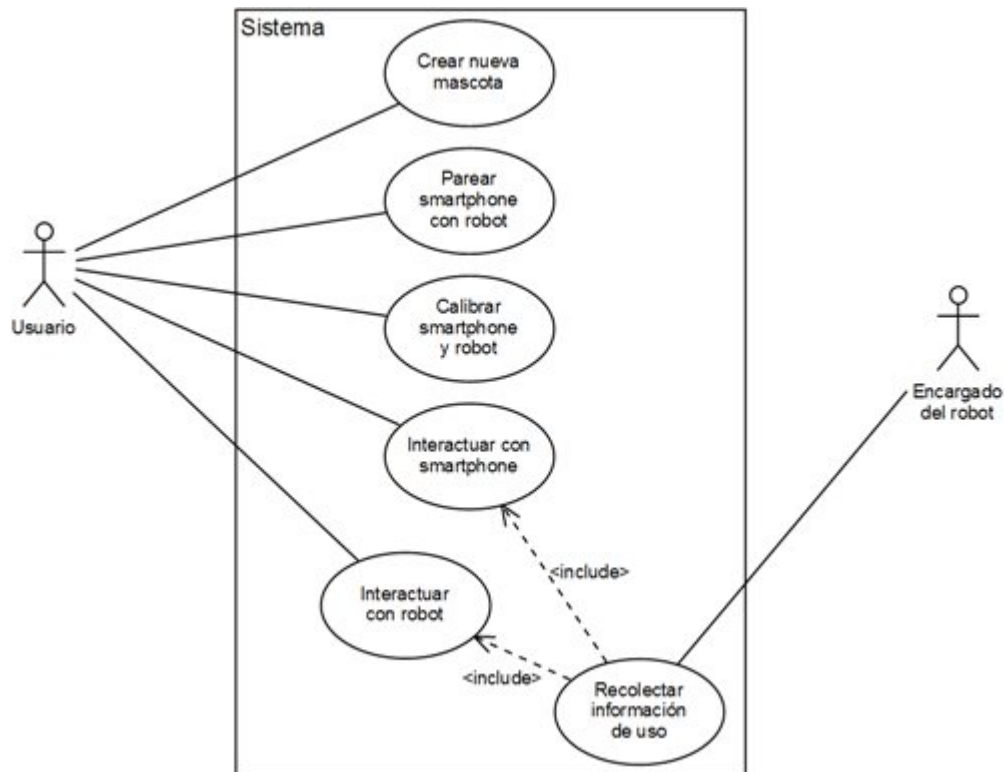 Sistema
Crear nueva
mascota
Parear
smartphone
con robot
Usuario
Calibrar
smartphone
y robot
Encargado
del robot
Interactuar con
smartphone
<include>
Interactuar
con robot
<include>
Recolectar
información
de uso